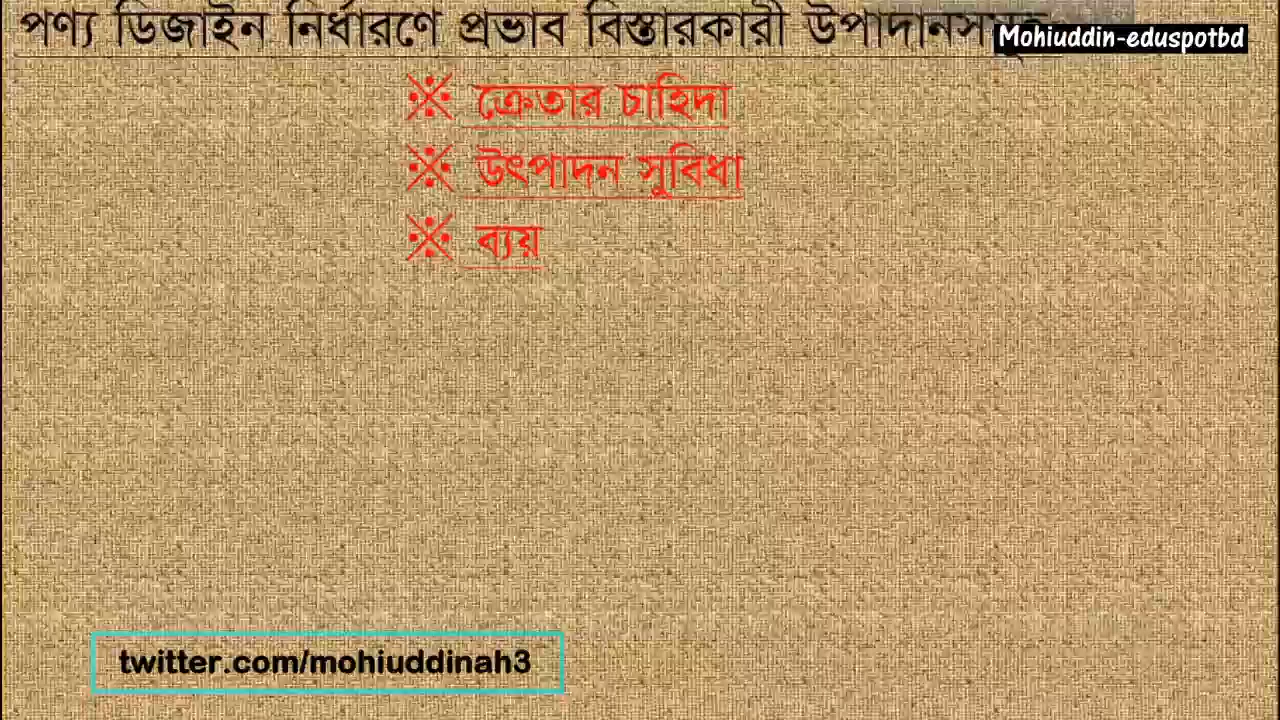 পণ্য ডিজাইন নির্ধারণে প্রভাব বিস্তারকারী উপাদানসমূহ
Mohiuddin-eduspotbd
※ ক্রেতার চাহিদা
※ উৎপাদন সুবিধা
※ ব্যয়
twitter.com/mohiuddinah3